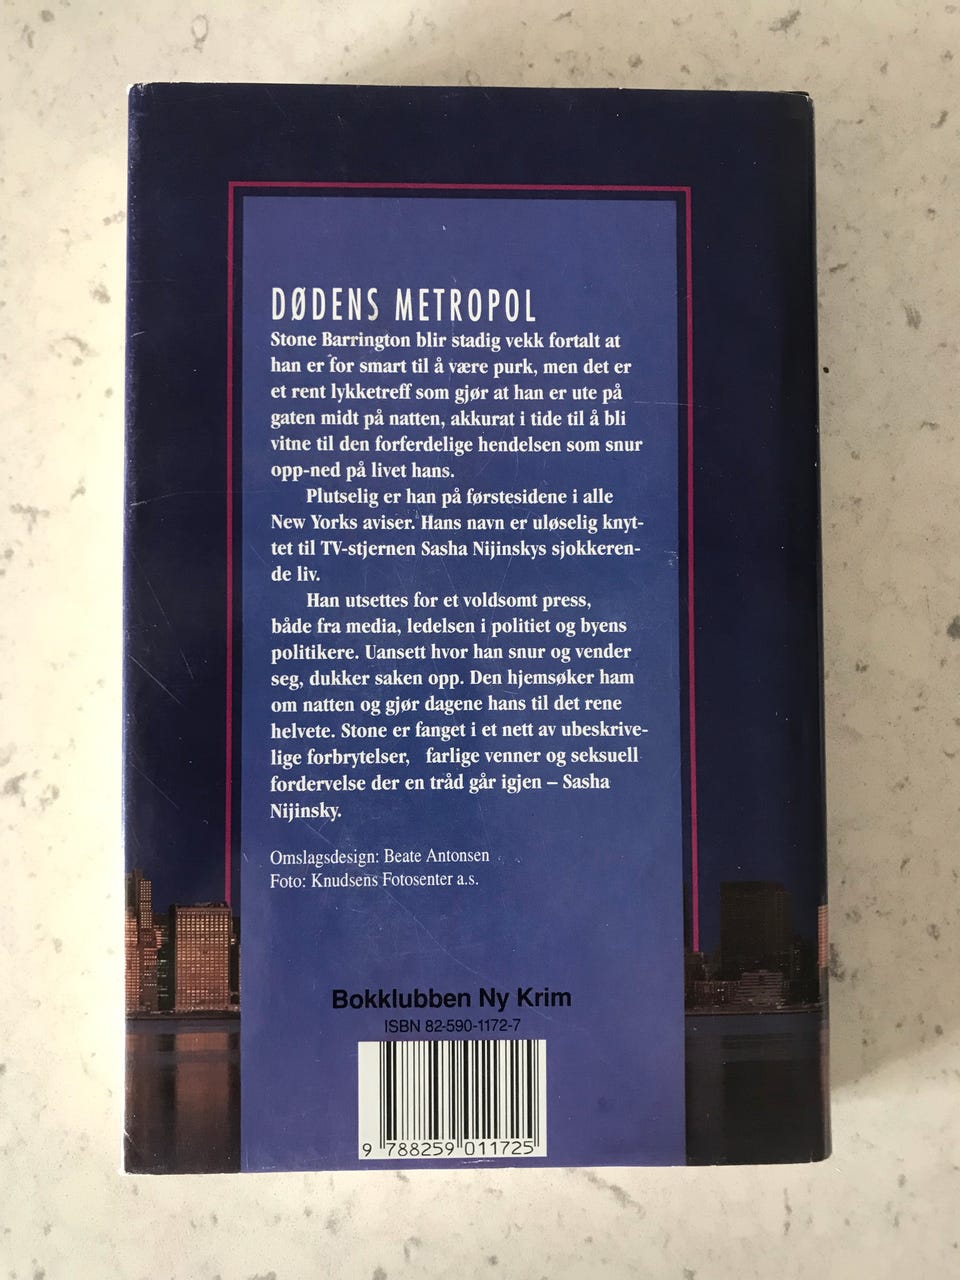 DØDENS METROPOL
Stone Barrington blir stadig vekk fortalt at
han er for smart til å være purk, men det er
et rent lykketreff som gjør at han er ute på
gaten midt på natten, akkurat i tide til å bli
vitne til den forferdelige hendelsen som snur
opp-ned på livet hans.
Plutselig er han på førstesidene i alle
New Yorks aviser. Hans navn er uløselig knyt-
tet til TV-stjernen Sasha Nijinskys sjokkeren-
de liv.
Han utsettes for et voldsomt press,
både fra media, ledelsen i politiet og byens
politikere. Uansett hvor han snur og vender
seg, dukker saken opp. Den hjemsøker ham
om natten og gjør dagene hans til det rene
helvete. Stone er fanget i et nett av ubeskrive-
lige forbrytelser, farlige venner og seksuell
fordervelse der en tråd går igjen – Sasha
Nijinsky.
Omslagsdesign: Beate Antonsen
Foto: Knudsens Fotosenter a.s.
Bokklubben Ny Krim
ISBN 82-590-1172-7
9 788259 011725